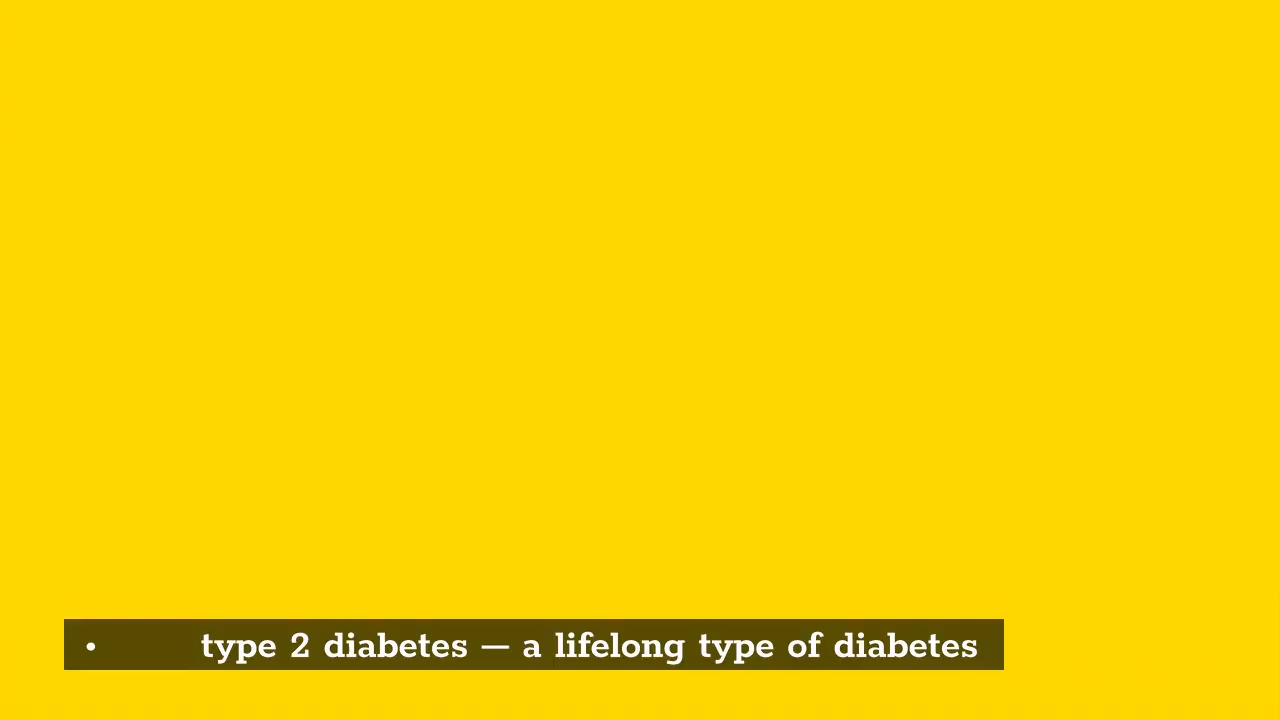 • type 2 diabetes — a lifelong type of diabetes